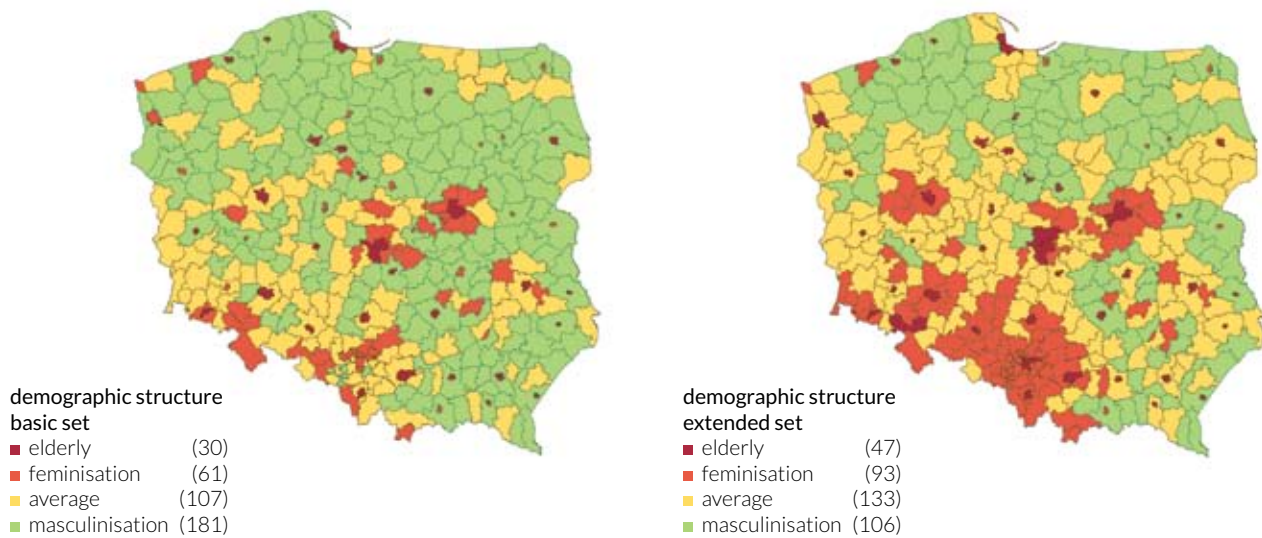 demographic structure
basic set
elderly (30)
feminisation (61)
average (107)
masculinisation (181)
demographic structure
extended set
elderly (47)
feminisation (93)
average (133)
masculinisation (106)